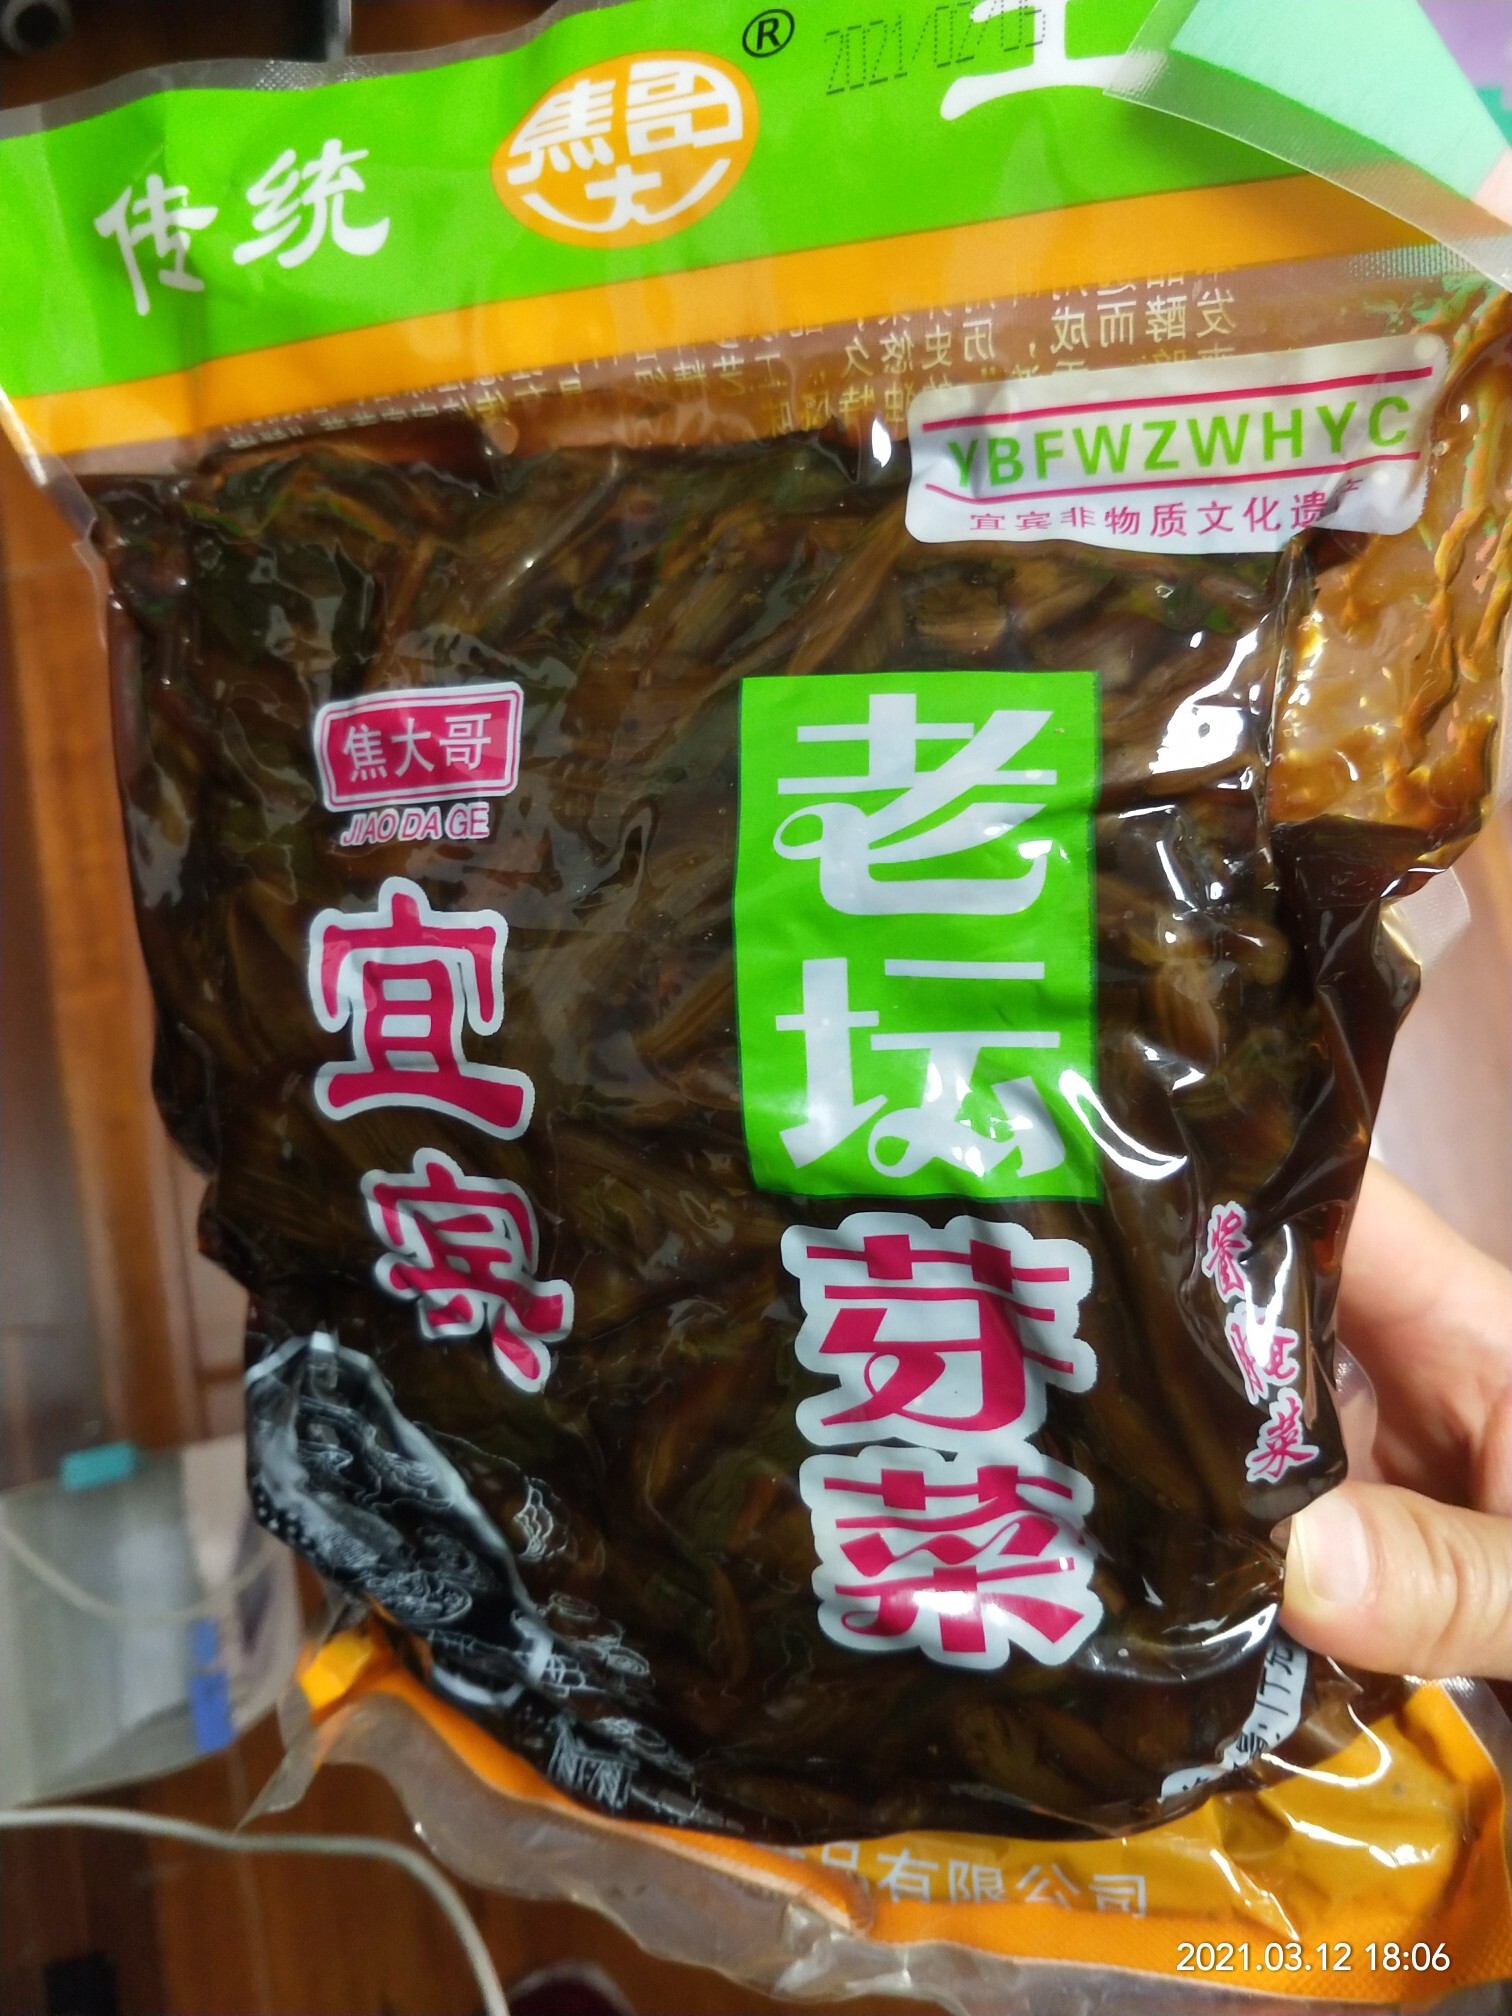 传统
焦大哥
®
2021/02/05
YBFWZWHYC
宜宾非物质文化遗产
发酵而成，历史悠久
焦大哥
JIAO DA GE
宜宾
老坛
芽菜
酱腌菜
品有限公司
2021.03.12 18:06